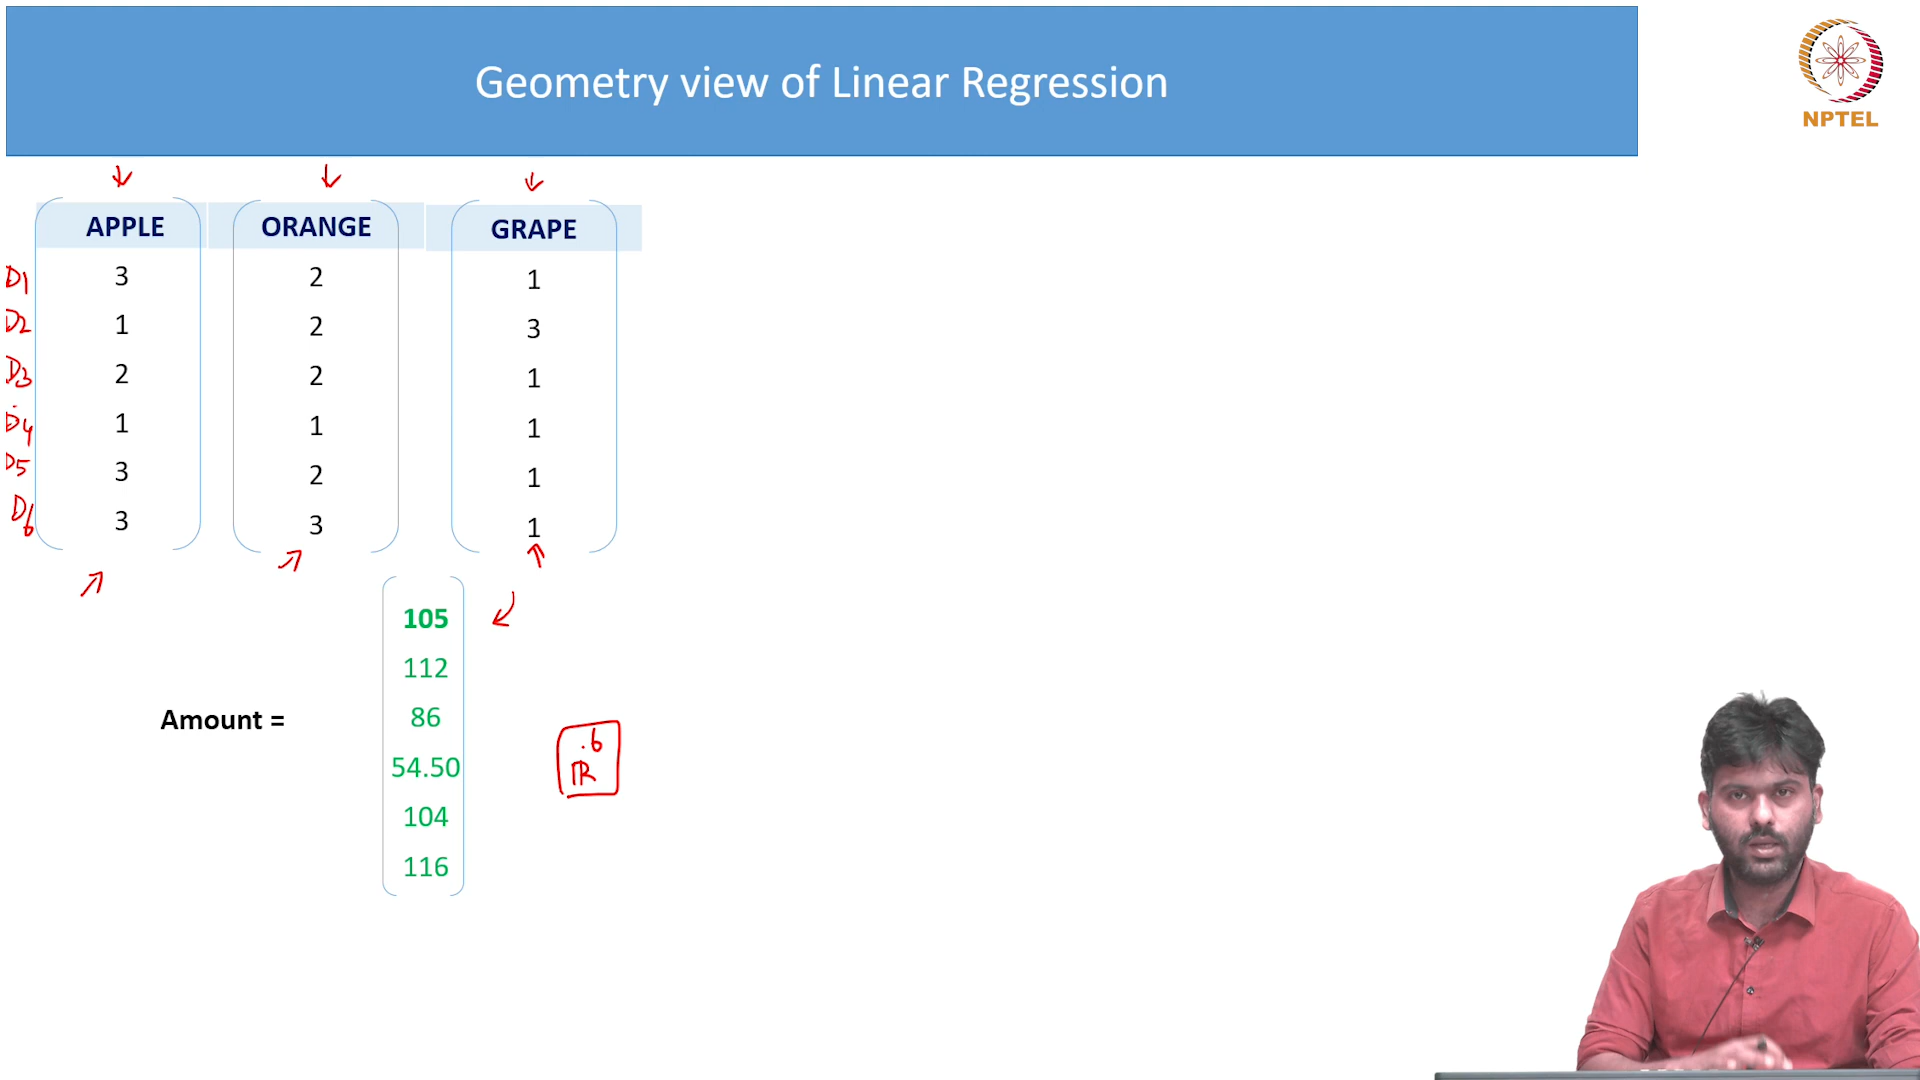 Geometry view of Linear Regression
NPTEL
APPLE ORANGE GRAPE
D1 3 2 1
D2 1 2 3
D3 2 2 1
D4 1 1 1
D5 3 2 1
D6 3 3 1
105
112
Amount = 86
54.50
104
116
.6
ℝ